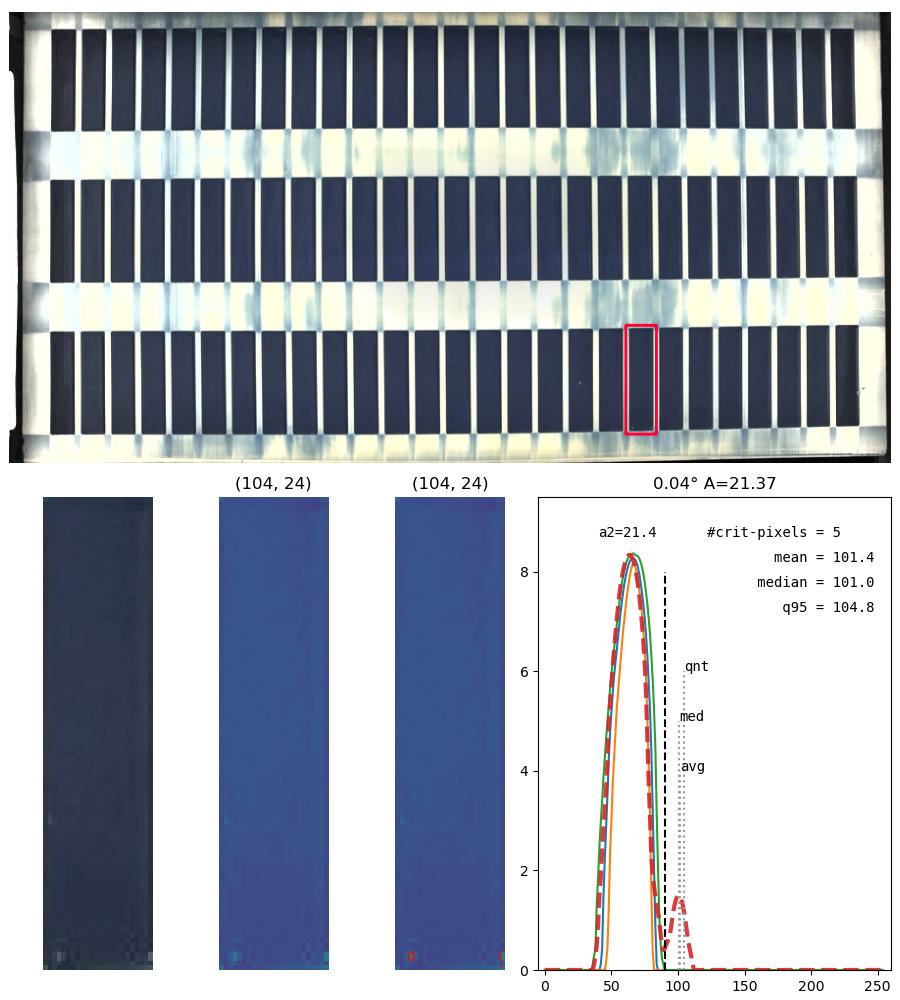 (104, 24)
(104, 24)
0.04° A=21.37
a2=21.4
#crit-pixels = 5
mean = 101.4
median = 101.0
q95 = 104.8
qnt
med
avg
8
6
4
2
0
0 50 100 150 200 250